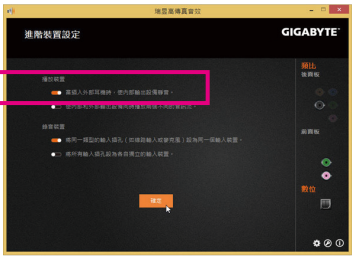 瑞昱高傳真音效
進階裝置設定
GIGABYTE
類比
後面板
播放裝置
當插入外部耳機時，使內部輸出設備靜音。
錄音裝置
將同一類型的輸入插孔（如連線輸入或麥克風）設為同一個輸入裝置。
將所有輸入插孔設為各自獨立的輸入裝置。
前面板
數位
確定